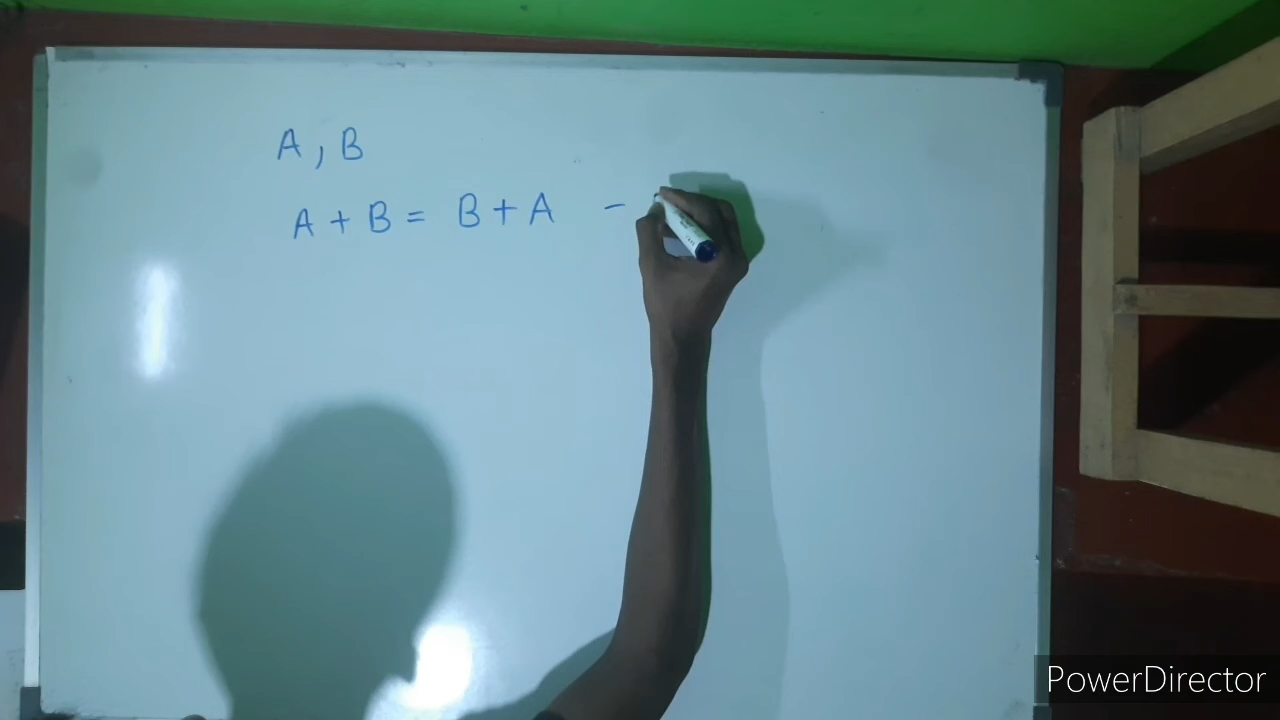 A , B
A + B = B + A -
PowerDirector